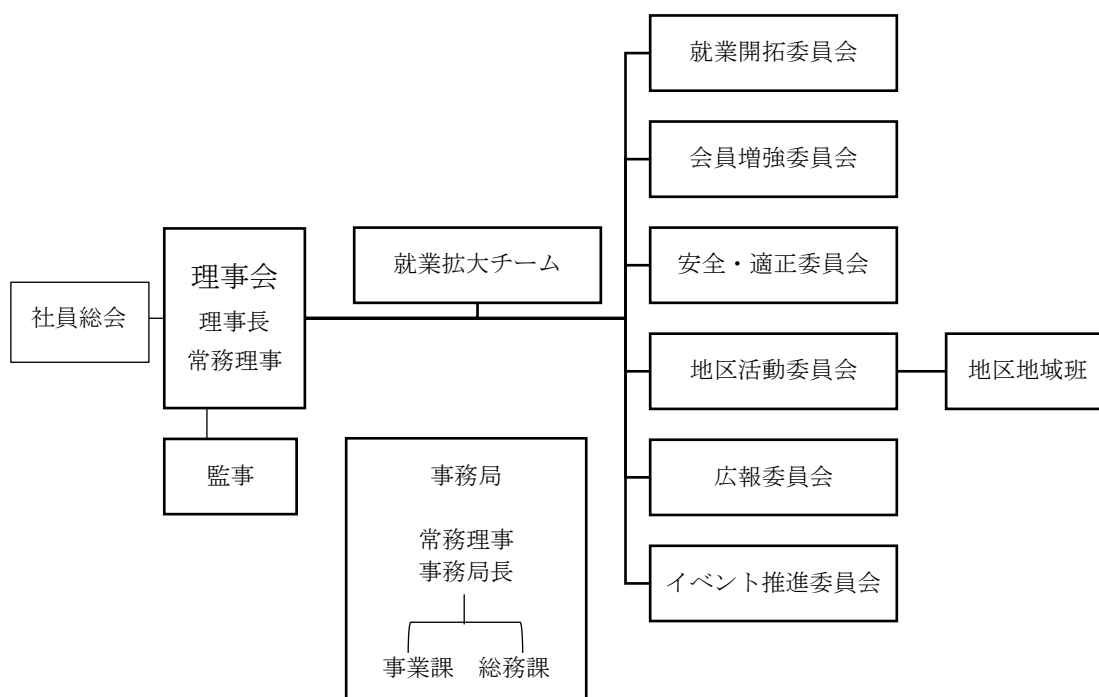 社員総会
理事会
理事長
常務理事
監事
就業拡大チーム
事務局
常務理事
事務局長
事業課
総務課
就業開拓委員会
会員増強委員会
安全・適正委員会
地区活動委員会
地区地域班
広報委員会
イベント推進委員会